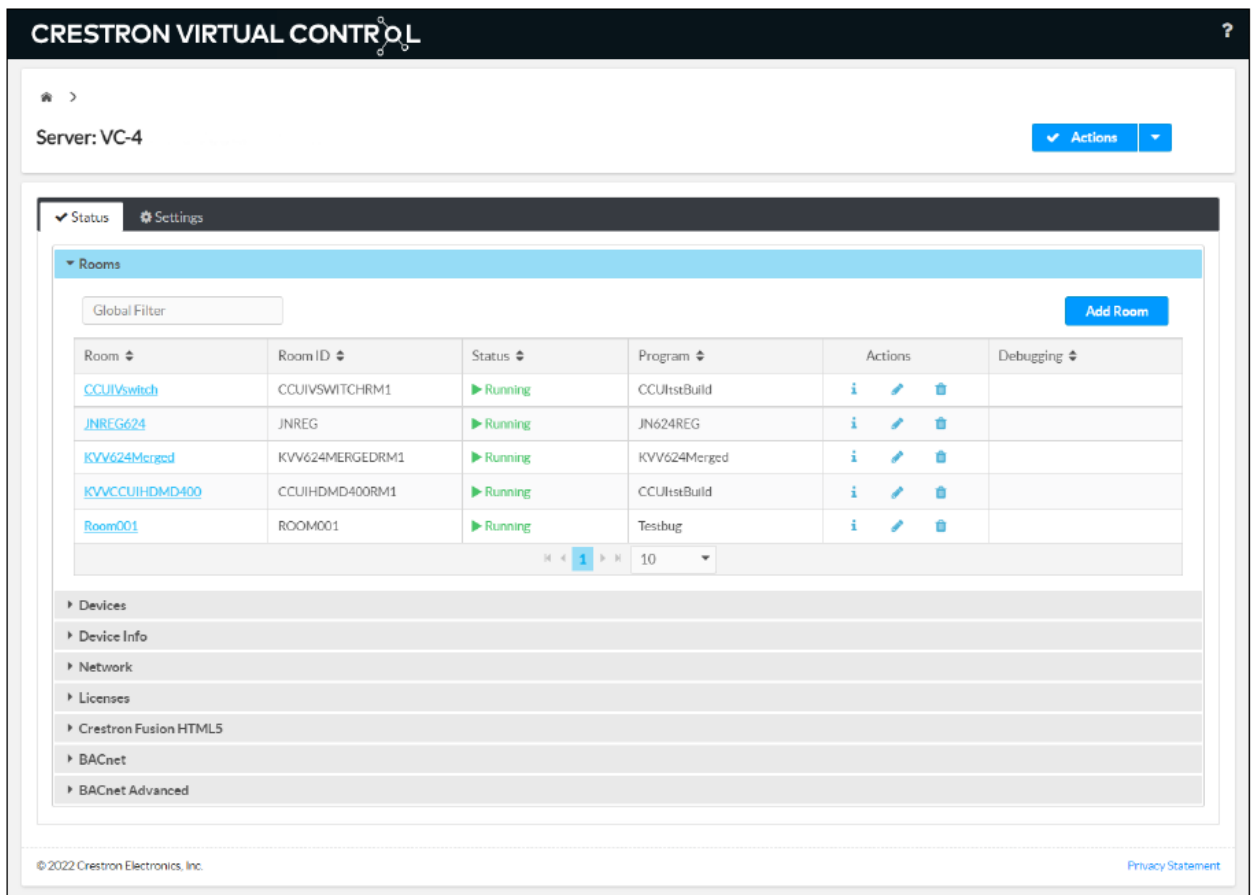 CRESTRON VIRTUAL CONTROL
?
Server: VC-4
Actions
Status Settings
Rooms
Global Filter Add Room
Room Room ID Status Program Actions Debugging
CCUIVswitch CCUIVSWITCHRM1 Running CCUItstBuild
JNREG624 JNREG Running JN624REG
KVV624Merged KVV624MERGEDRM1 Running KVV624Merged
KVVCCUIHDMD400 CCUIHDMD400RM1 Running CCUItstBuild
Room001 ROOM001 Running Testbug
1 10
Devices
Device Info
Network
Licenses
Crestron Fusion HTML5
BACnet
BACnet Advanced
© 2022 Crestron Electronics, Inc. Privacy Statement